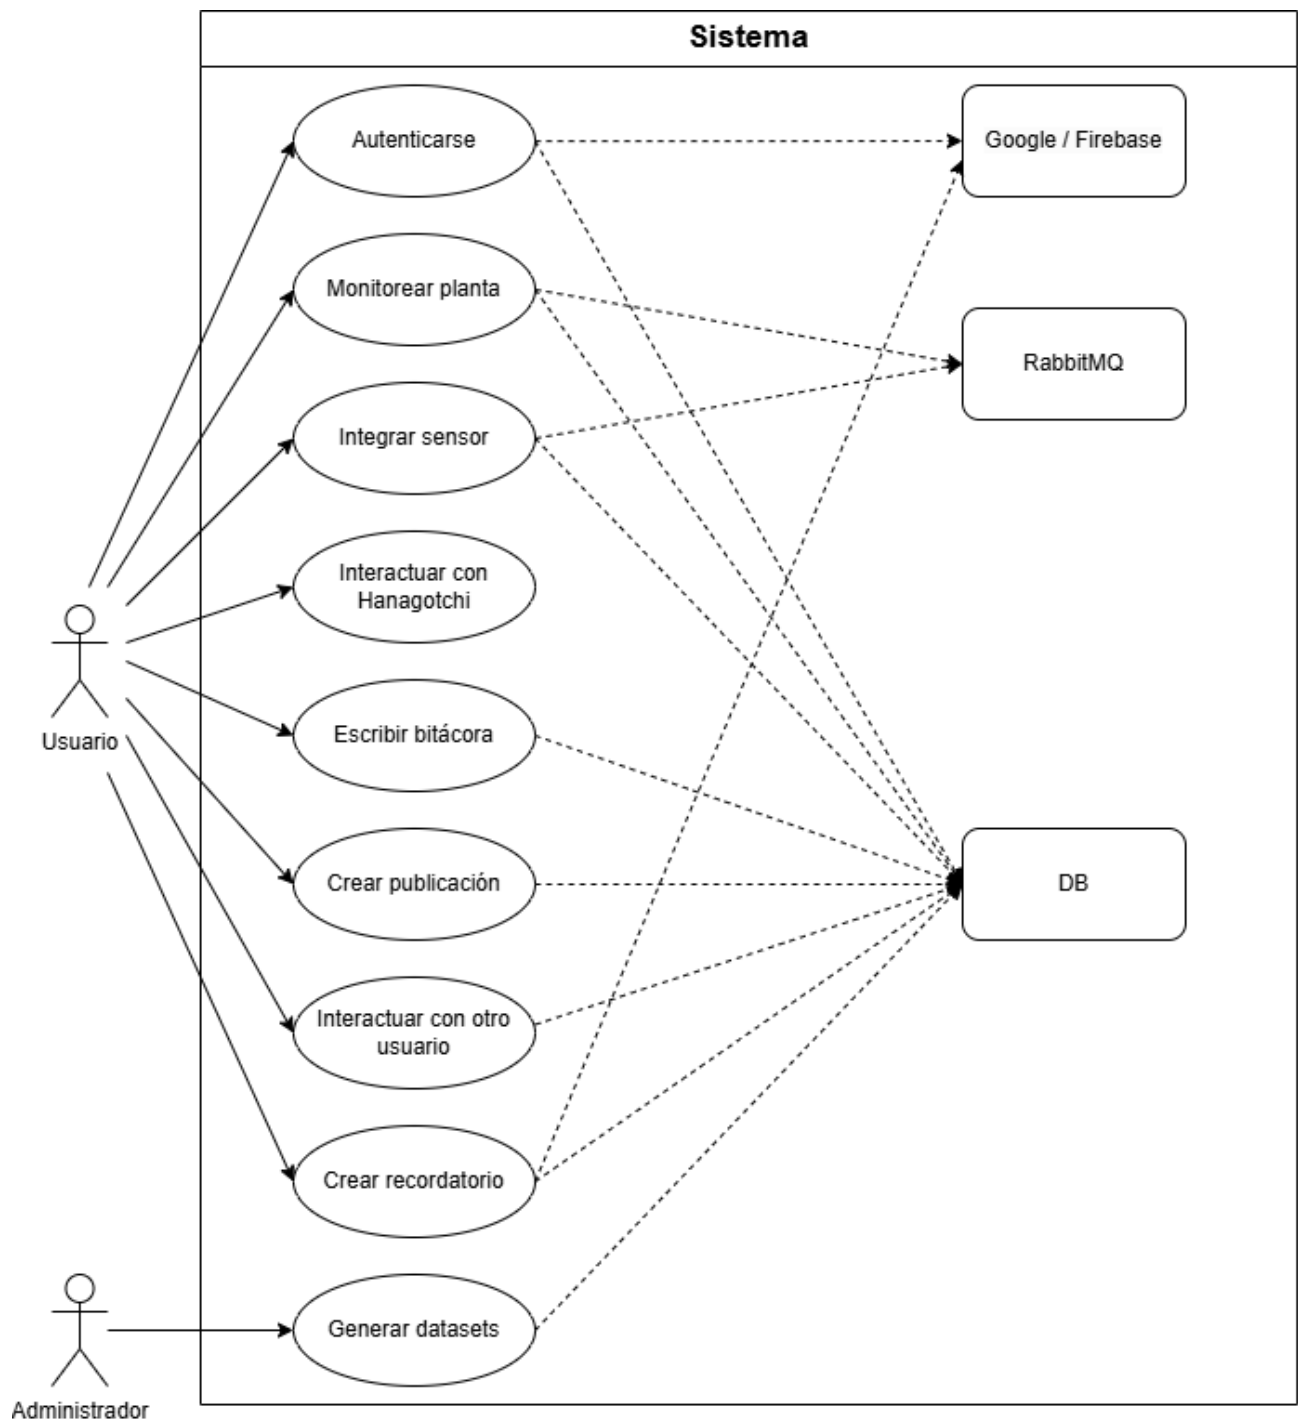 Sistema
Autenticarse
Google / Firebase
Monitorear planta
RabbitMQ
Integrar sensor
Interactuar con
Hanagotchi
Usuario
Escribir bitácora
Crear publicación
DB
Interactuar con otro
usuario
Crear recordatorio
Generar datasets
Administrador